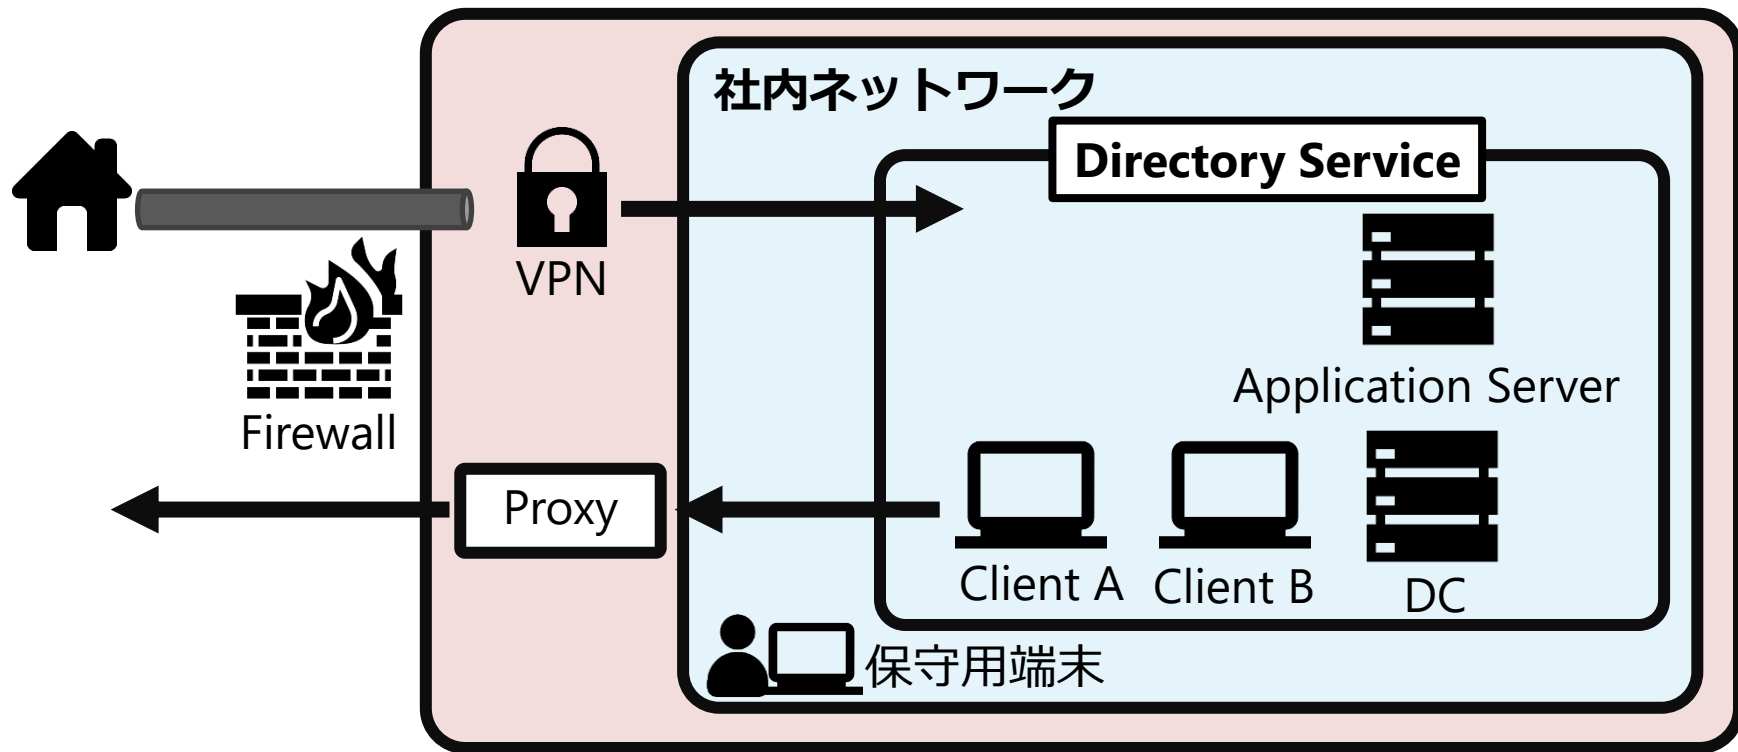 社内ネットワーク
Directory Service
VPN
Application Server
Firewall
Proxy
Client A
Client B
DC
保守用端末